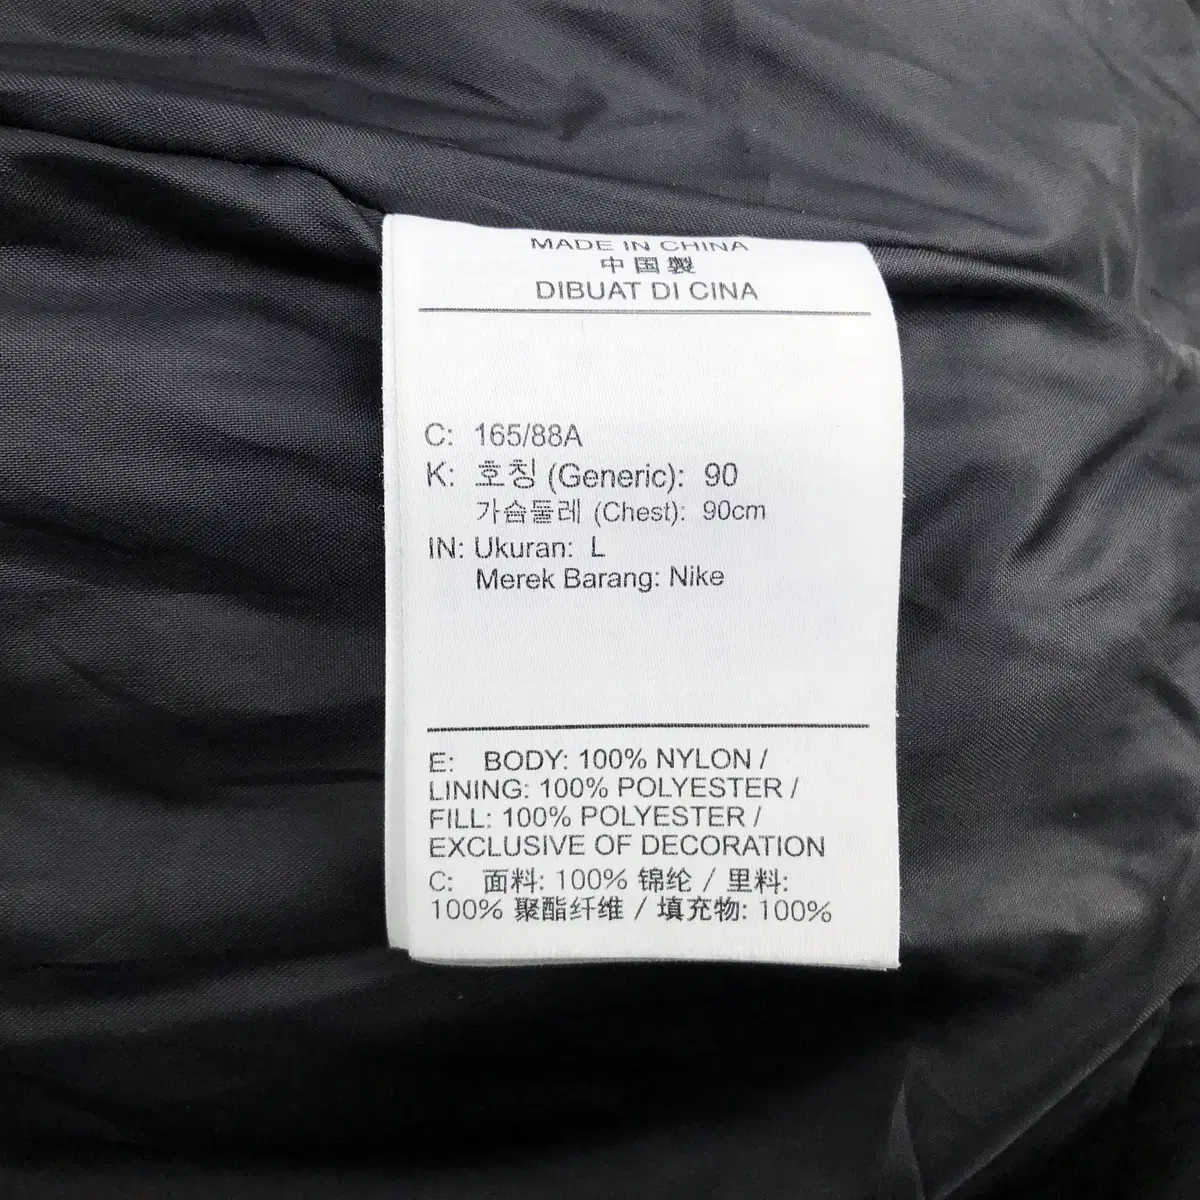 MADE IN CHINA
中国製
DIBUAT DI CINA
C: 165/88A
K: 호칭 (Generic): 90
가슴둘레 (Chest): 90cm
IN: Ukuran: L
Merek Barang: Nike
E: BODY: 100% NYLON /
LINING: 100% POLYESTER /
FILL: 100% POLYESTER /
EXCLUSIVE OF DECORATION
C: 面料: 100% 锦纶 / 里料:
100% 聚酯纤维 / 填充物: 100%